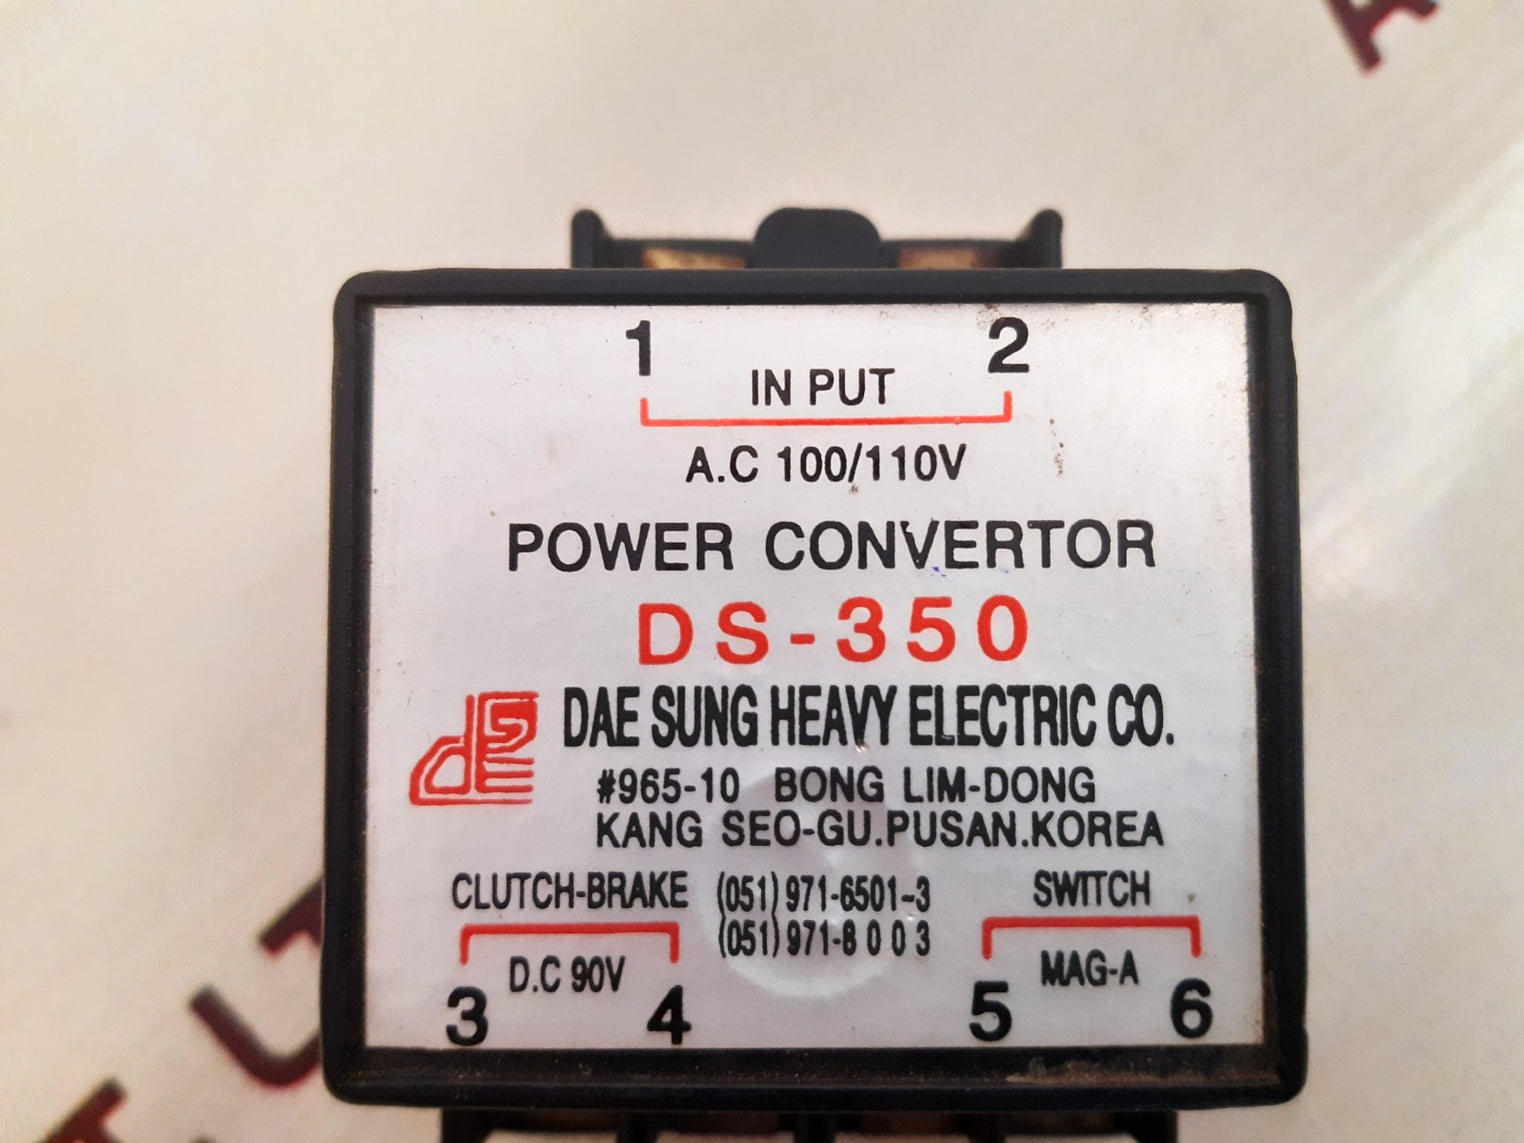 1 2
IN PUT
A.C 100/110V
POWER CONVERTOR
DS-350
DAE SUNG HEAVY ELECTRIC CO.
#965-10 BONG LIM-DONG
KANG SEO-GU.PUSAN.KOREA
CLUTCH-BRAKE (051) 971-6501~3 SWITCH
(051) 971-8003
D.C 90V MAG-A
3 4 5 6